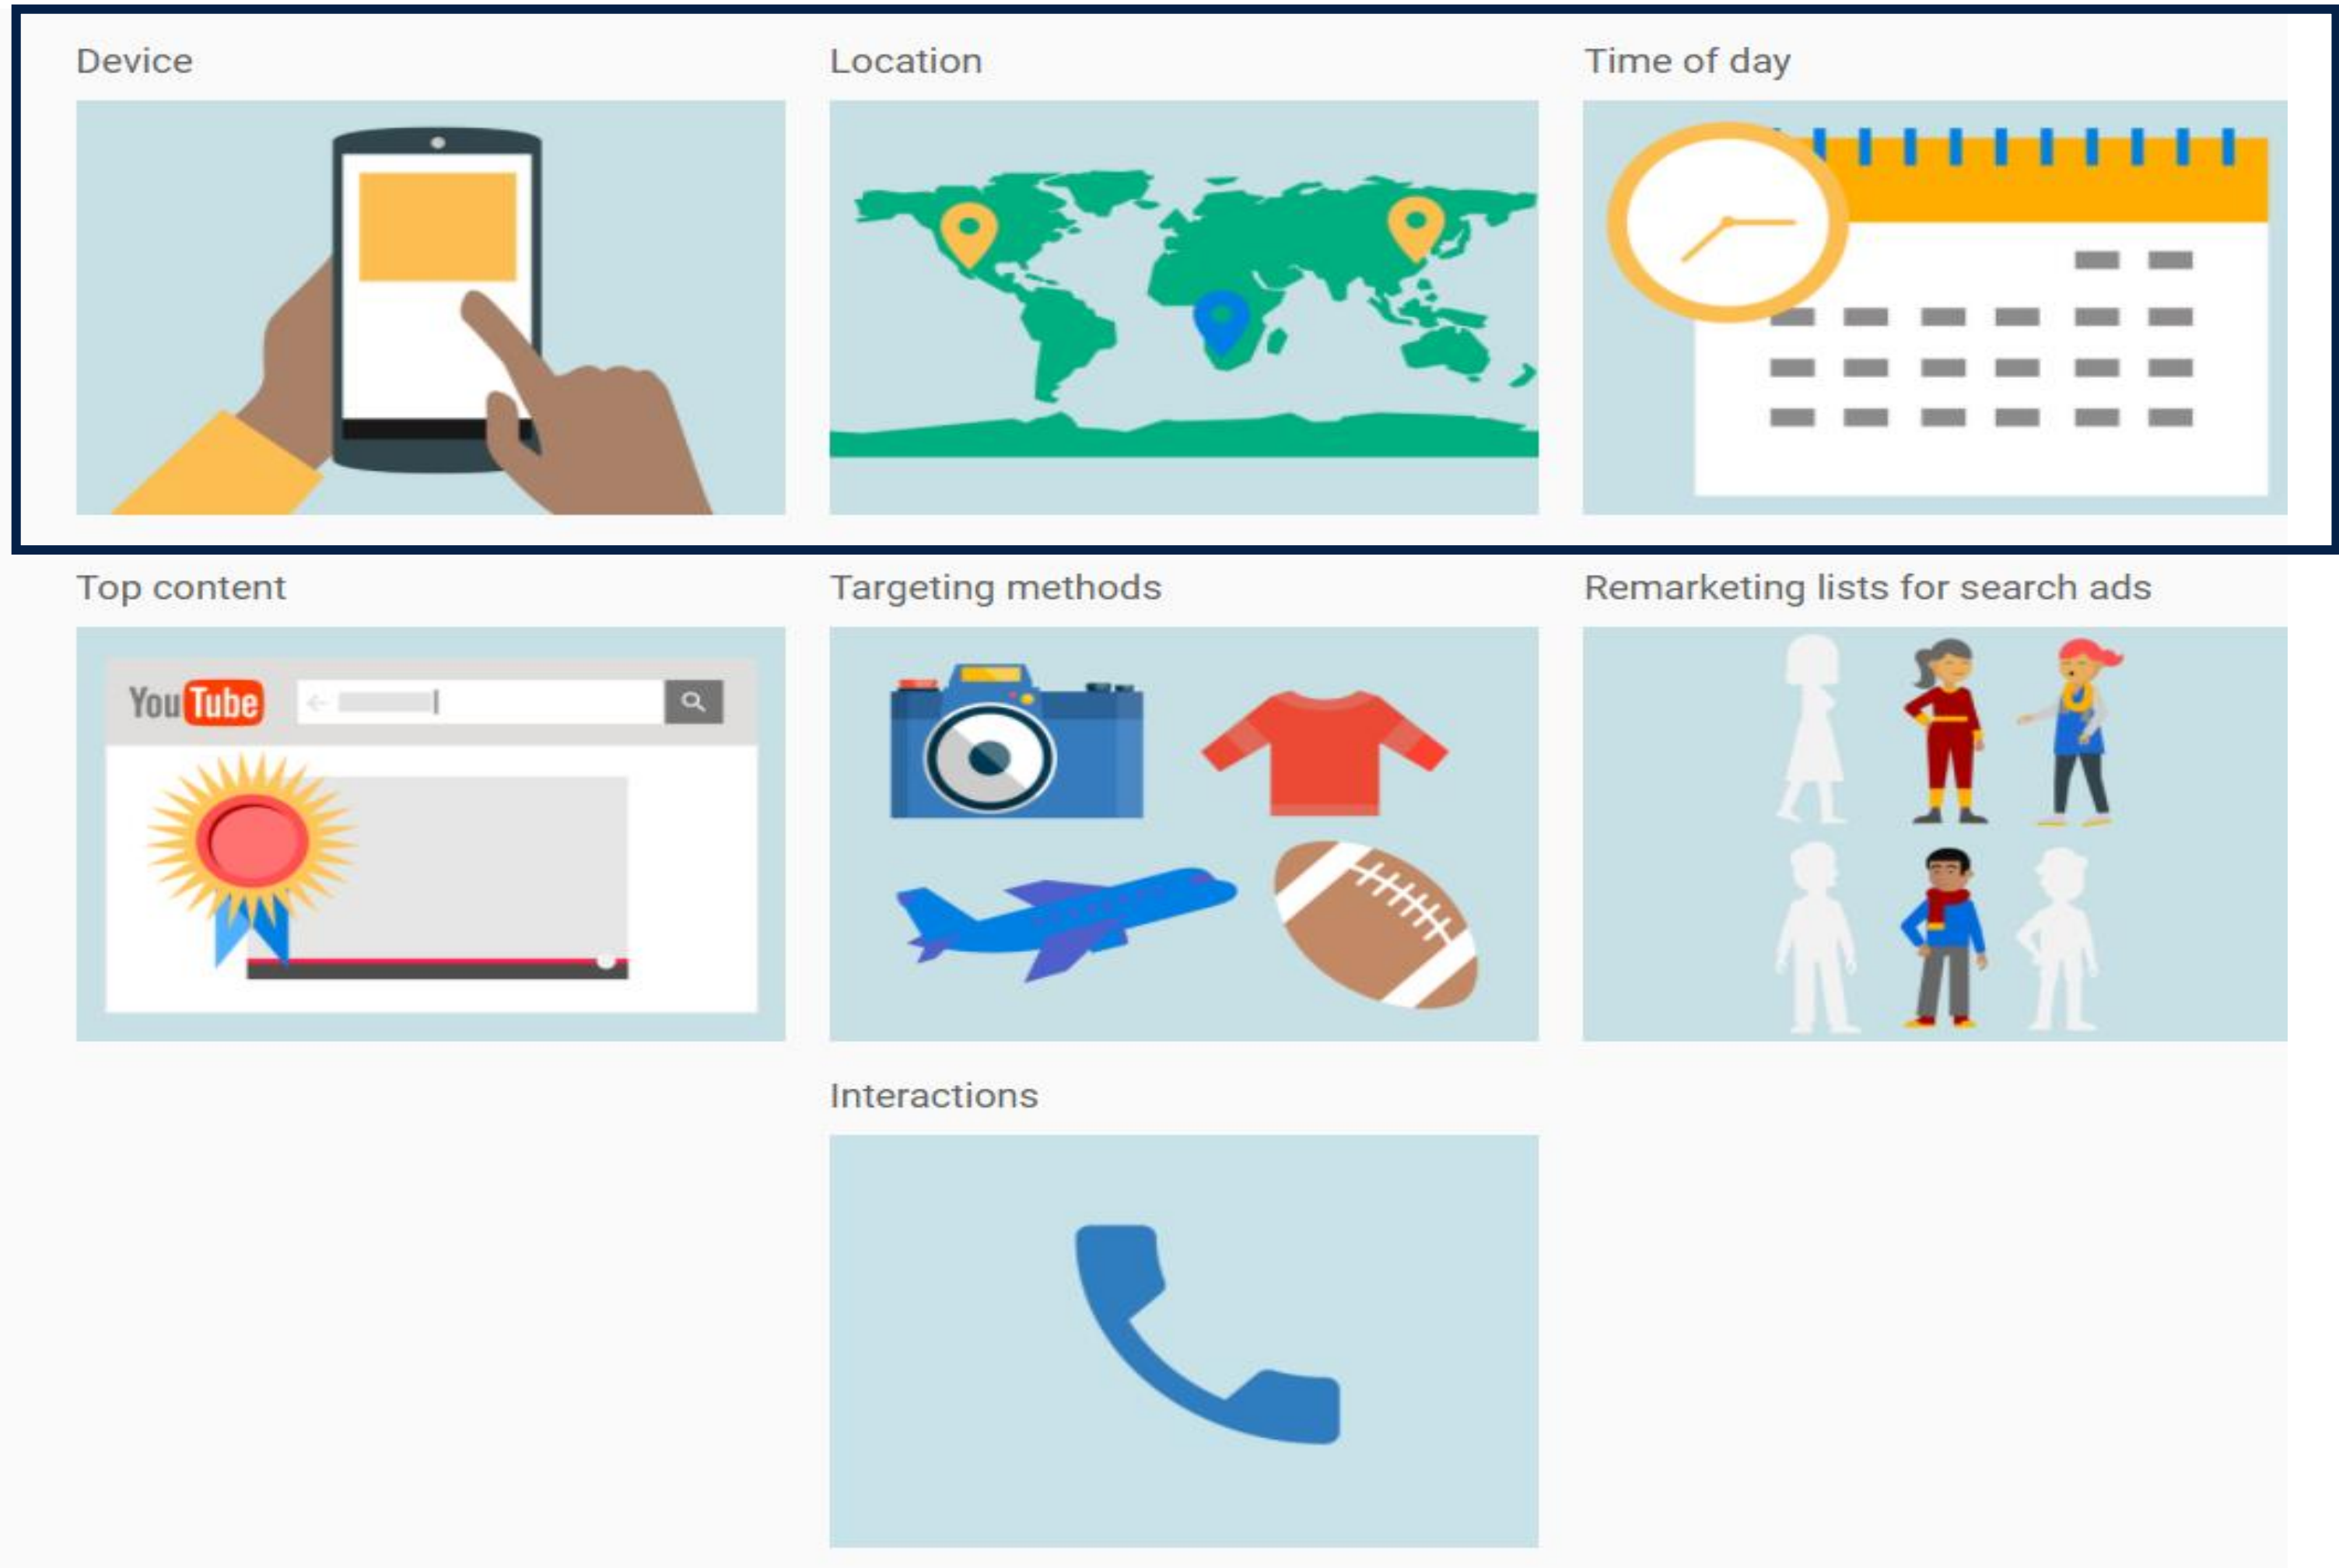 Device
Location
Time of day
Top content
Targeting methods
Remarketing lists for search ads
YouTube
Interactions